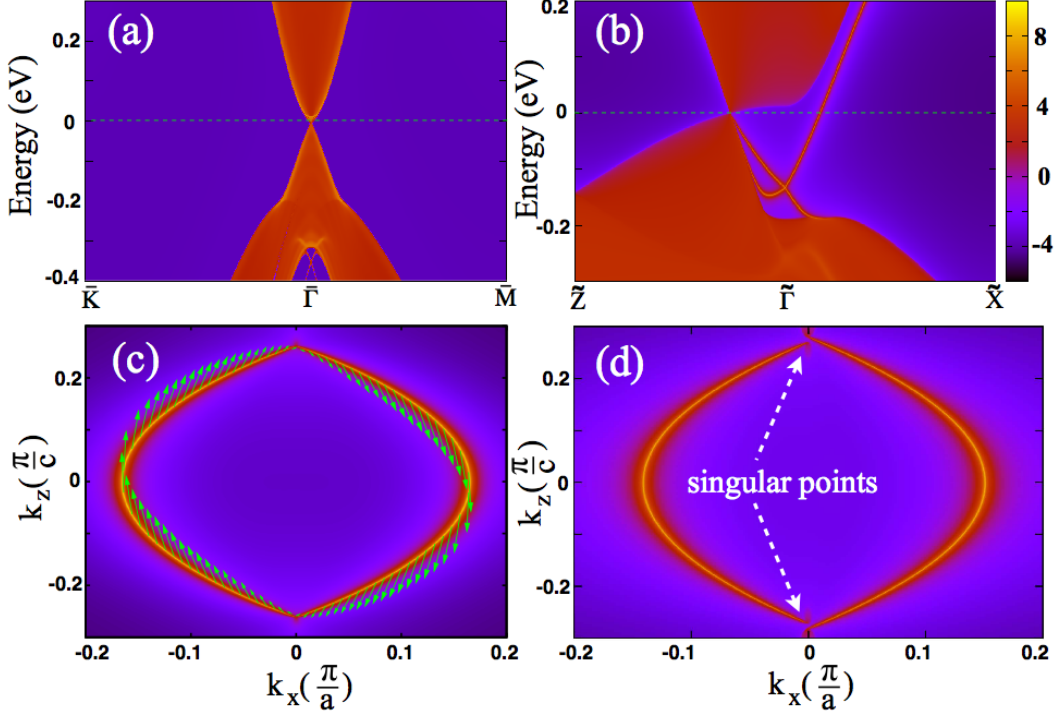 (a)
Energy (eV)
0.2
0
-0.2
-0.4
K̄
Γ̄
M̄
(b)
Energy (eV)
0.2
0
-0.2
Z̃
Γ̃
X̃
8
4
0
-4
(c)
k_z(π/c)
0.2
0
-0.2
-0.2
-0.1
0
0.1
0.2
k_x(π/a)
(d)
singular points
k_z(π/c)
0.2
0
-0.2
-0.2
-0.1
0
0.1
0.2
k_x(π/a)